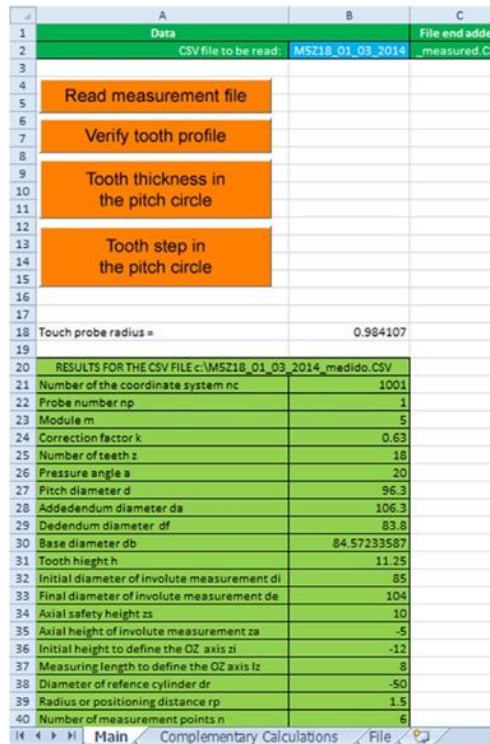 A B C
1 Data File end adde
2 CSV file to be read: M5Z18_01_03_2014 _measured.C
3
4
Read measurement file
5
6
Verify tooth profile
7
8
9
Tooth thickness in
10
the pitch circle
11
12
13
Tooth step in
14
the pitch circle
15
16
17
18 Touch probe radius = 0.984107
19
20 RESULTS FOR THE CSV FILE c:\M5Z18_01_03_2014_medido.CSV
21 Number of the coordinate system nc 1001
22 Probe number np 1
23 Module m 5
24 Correction factor k 0.63
25 Number of teeth z 18
26 Pressure angle a 20
27 Pitch diameter d 96.3
28 Addedendum diameter da 106.3
29 Dedendum diameter df 83.8
30 Base diameter db 84.57233587
31 Tooth hieght h 11.25
32 Initial diameter of involute measurement di 85
33 Final diameter of involute measurement de 104
34 Axial safety height zs 10
35 Axial height of involute measurement za -5
36 Initial height to define the OZ axis zi -12
37 Measuring length to define the OZ axis lz 8
38 Diameter of refence cylinder dr -50
39 Radius or positioning distance rp 1.5
40 Number of measurement points n 6
Main Complementary Calculations File